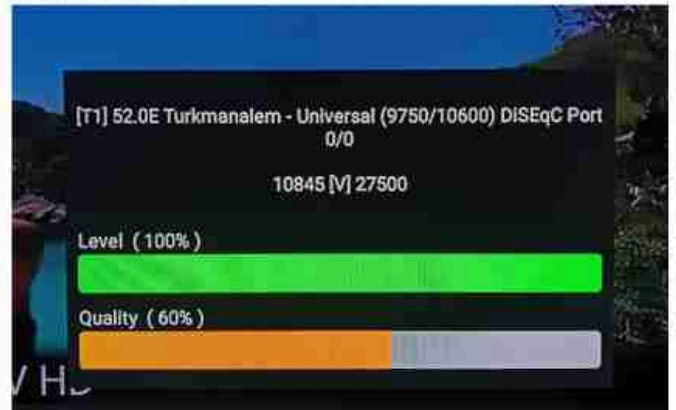 [T1] 52.0E Turkmanalem - Universal (9750/10600) DiSEqC Port
0/0
10845 [V] 27500
Level (100%)
Quality (60%)